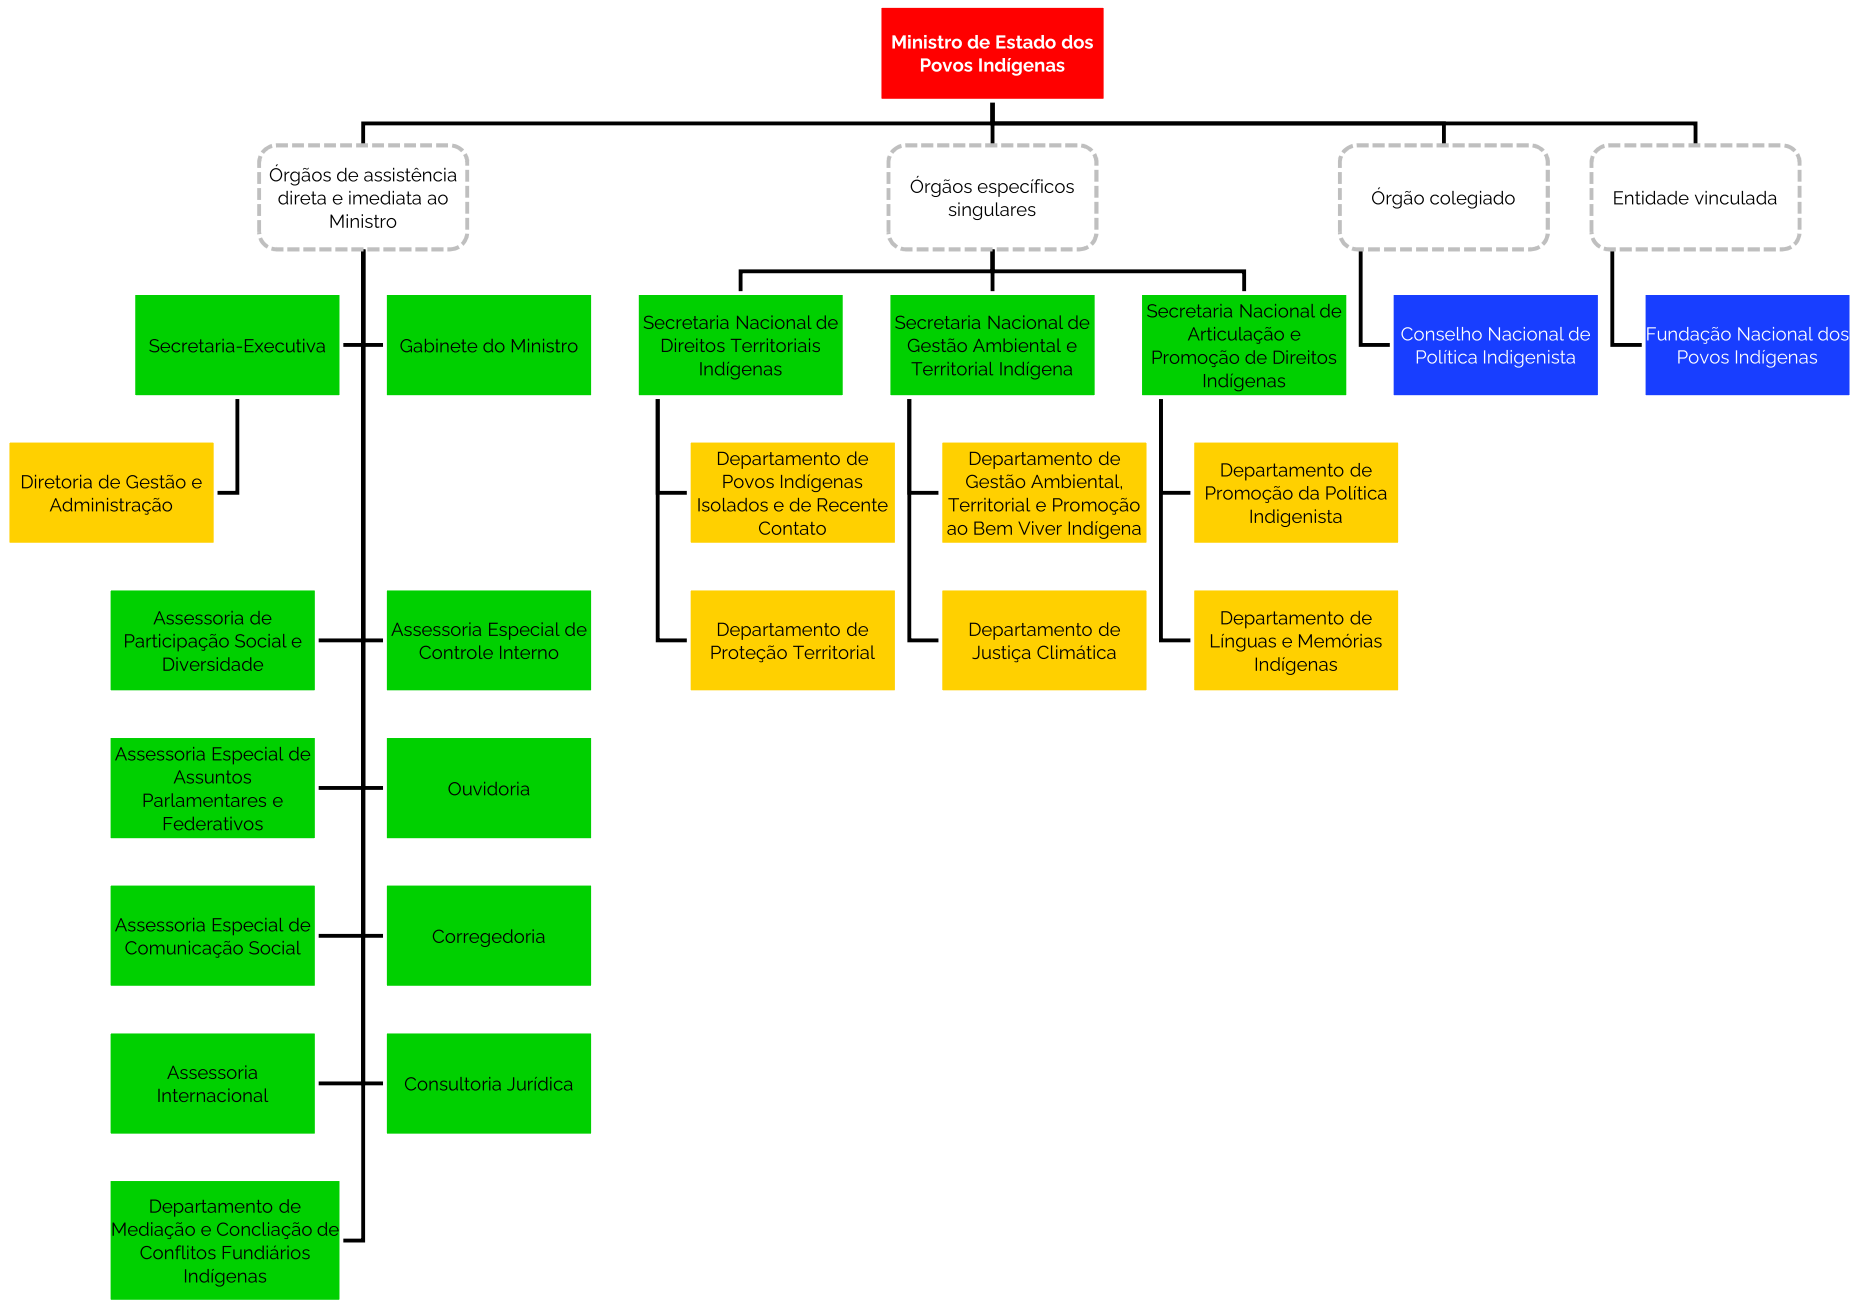 Ministro de Estado dos
Povos Indígenas
Órgãos de assistência
direta e imediata ao
Ministro
Órgãos específicos
singulares
Órgão colegiado
Entidade vinculada
Secretaria-Executiva
Gabinete do Ministro
Secretaria Nacional de
Direitos Territoriais
Indígenas
Secretaria Nacional de
Gestão Ambiental e
Territorial Indígena
Secretaria Nacional de
Articulação e
Promoção de Direitos
Indígenas
Conselho Nacional de
Política Indigenista
Fundação Nacional dos
Povos Indígenas
Diretoria de Gestão e
Administração
Departamento de
Povos Indígenas
Isolados e de Recente
Contato
Departamento de
Gestão Ambiental,
Territorial e Promoção
ao Bem Viver Indígena
Departamento de
Promoção da Política
Indigenista
Assessoria de
Participação Social e
Diversidade
Assessoria Especial de
Controle Interno
Departamento de
Proteção Territorial
Departamento de
Justiça Climática
Departamento de
Línguas e Memórias
Indígenas
Assessoria Especial de
Assuntos
Parlamentares e
Federativos
Ouvidoria
Assessoria Especial de
Comunicação Social
Corregedoria
Assessoria
Internacional
Consultoria Jurídica
Departamento de
Mediação e Concliação de
Conflitos Fundiários
Indígenas